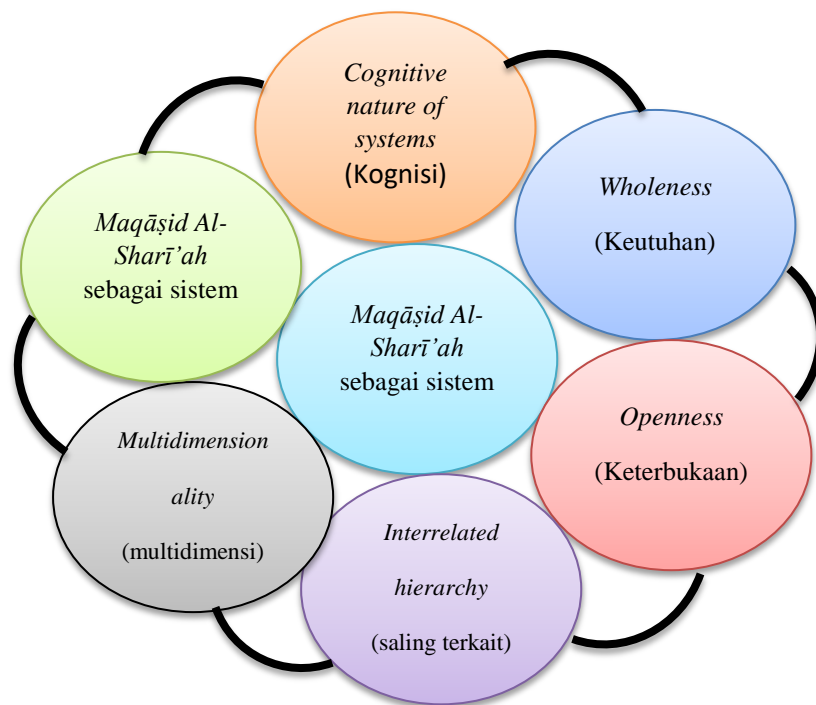 Cognitive
nature of
systems
(Kognisi)
Wholeness
(Keutuhan)
Openness
(Keterbukaan)
Interrelated
hierarchy
(saling terkait)
Multidimension
ality
(multidimensi)
Maqāṣid Al-
Sharī’ah
sebagai sistem
Maqāṣid Al-
Sharī’ah
sebagai sistem